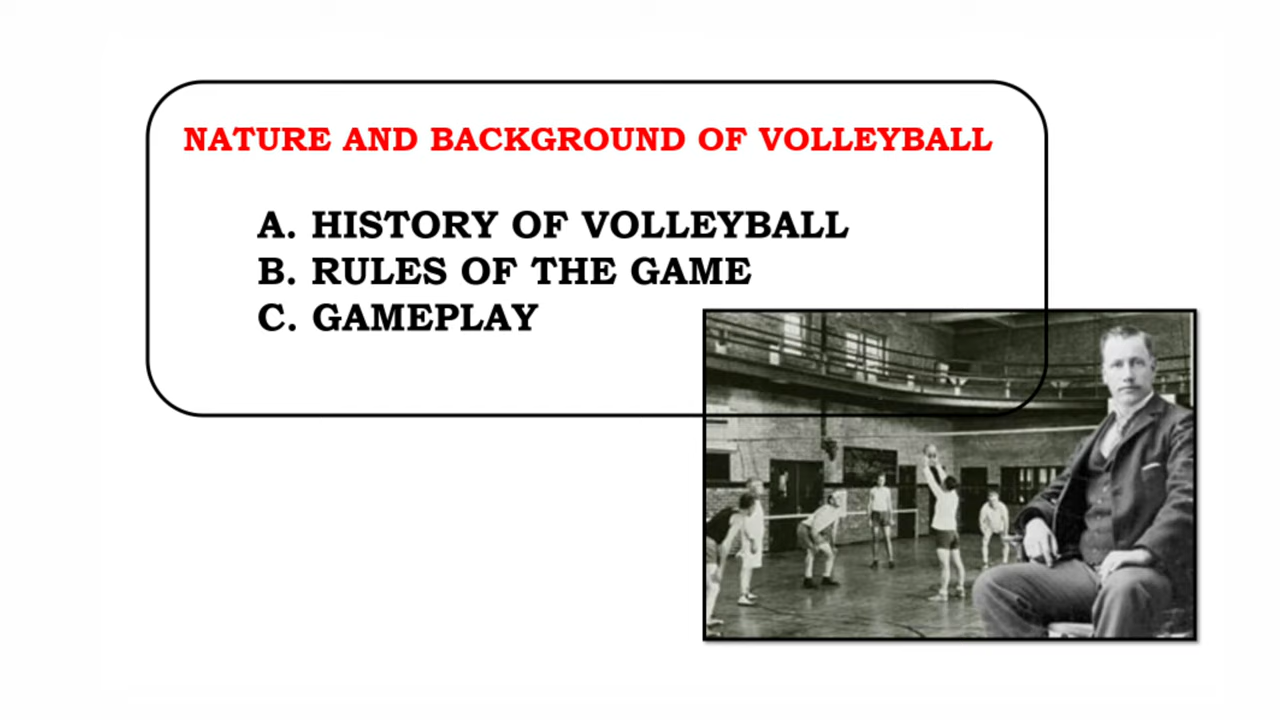 NATURE AND BACKGROUND OF VOLLEYBALL
A. HISTORY OF VOLLEYBALL
B. RULES OF THE GAME
C. GAMEPLAY